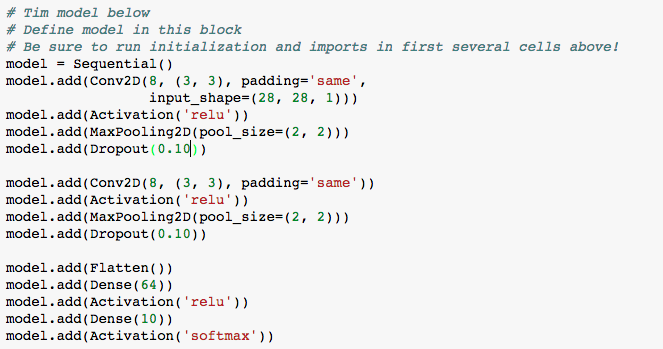 # Tim model below
# Define model in this block
# Be sure to run initialization and imports in first several cells above!
model = Sequential()
model.add(Conv2D(8, (3, 3), padding='same',
                 input_shape=(28, 28, 1)))
model.add(Activation('relu'))
model.add(MaxPooling2D(pool_size=(2, 2)))
model.add(Dropout(0.10))

model.add(Conv2D(8, (3, 3), padding='same'))
model.add(Activation('relu'))
model.add(MaxPooling2D(pool_size=(2, 2)))
model.add(Dropout(0.10))

model.add(Flatten())
model.add(Dense(64))
model.add(Activation('relu'))
model.add(Dense(10))
model.add(Activation('softmax'))